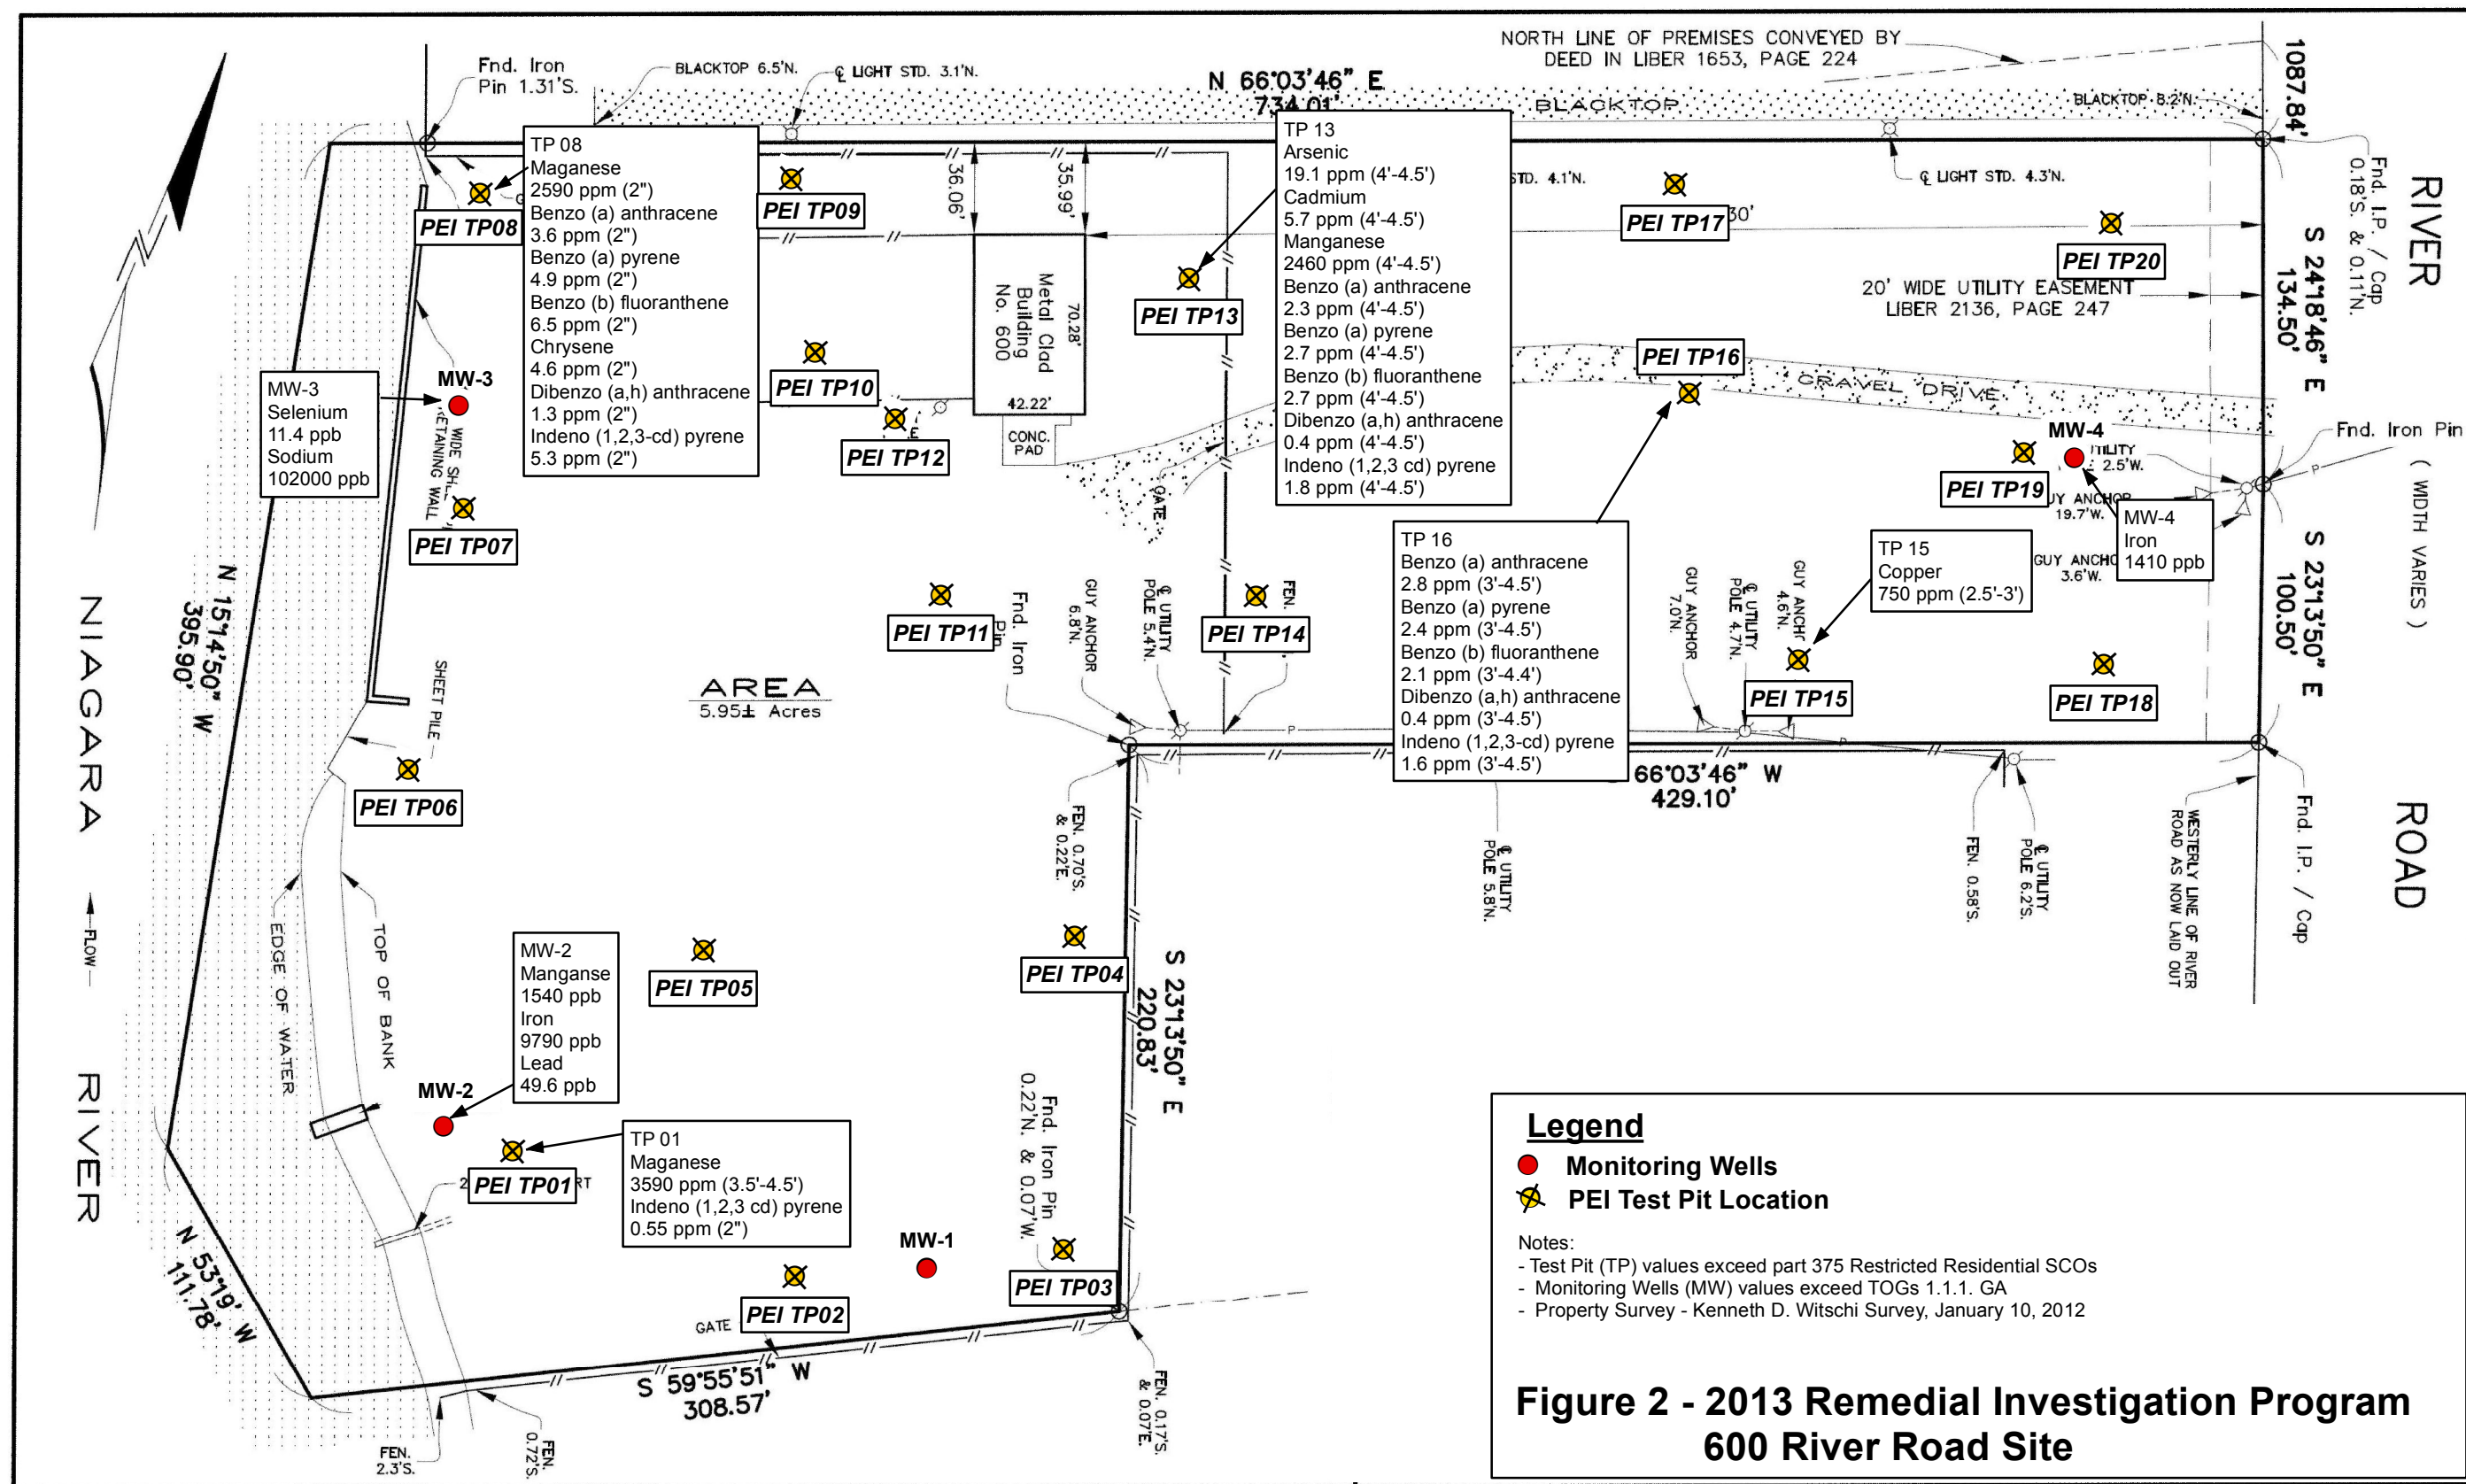 NORTH LINE OF PREMISES CONVEYED BY
DEED IN LIBER 1653, PAGE 224
1087.84'
Fnd. Iron
Pin 1.31'S.
BLACKTOP 6.5'N.
℄ LIGHT STD. 3.1'N.
N 66°03'46" E
734.01'
BLACKTOP
BLACKTOP 8.2'N.
Fnd. I.P. / Cap
0.18'S. & 0.11'N.
RIVER
TP 08
Maganese
2590 ppm (2")
Benzo (a) anthracene
3.6 ppm (2")
Benzo (a) pyrene
4.9 ppm (2")
Benzo (b) fluoranthene
6.5 ppm (2")
Chrysene
4.6 ppm (2")
Dibenzo (a,h) anthracene
1.3 ppm (2")
Indeno (1,2,3-cd) pyrene
5.3 ppm (2")
PEI TP08
PEI TP09
36.06'
35.99'
TP 13
Arsenic
19.1 ppm (4'-4.5')
Cadmium
5.7 ppm (4'-4.5')
Manganese
2460 ppm (4'-4.5')
Benzo (a) anthracene
2.3 ppm (4'-4.5')
Benzo (a) pyrene
2.7 ppm (4'-4.5')
Benzo (b) fluoranthene
2.7 ppm (4'-4.5')
Dibenzo (a,h) anthracene
0.4 ppm (4'-4.5')
Indeno (1,2,3 cd) pyrene
1.8 ppm (4'-4.5')
STD. 4.1'N.
℄ LIGHT STD. 4.3'N.
PEI TP17
30'
PEI TP20
S 24°18'46" E
134.50'
20' WIDE UTILITY EASEMENT
LIBER 2136, PAGE 247
Metal Clad
Building
No. 600
70.28'
42.22'
CONC.
PAD
PEI TP13
PEI TP10
PEI TP12
PEI TP16
GRAVEL DRIVE
GATE
MW-3
Selenium
11.4 ppb
Sodium
102000 ppb
MW-3
WIDE
RETAINING WALL
PEI TP07
MW-4
UTILITY
2.5'W.
PEI TP19
GUY ANCHOR
19.7'W.
GUY ANCHO
3.6'W.
MW-4
Iron
1410 ppb
Fnd. Iron Pin
( WIDTH VARIES )
S 23°13'50" E
100.50'
TP 16
Benzo (a) anthracene
2.8 ppm (3'-4.5')
Benzo (a) pyrene
2.4 ppm (3'-4.5')
Benzo (b) fluoranthene
2.1 ppm (3'-4.4')
Dibenzo (a,h) anthracene
0.4 ppm (3'-4.5')
Indeno (1,2,3-cd) pyrene
1.6 ppm (3'-4.5')
TP 15
Copper
750 ppm (2.5'-3')
N 15°14'50" W
395.90'
NIAGARA
PEI TP11
Fnd. Iron
Pin
GUY ANCHOR
6.8'N.
℄ UTILITY
POLE 5.4'N.
FEN.
PEI TP14
GUY ANCHOR
7.0'N.
℄ UTILITY
POLE 4.7'N.
GUY ANCH
4.6'N.
PEI TP15
PEI TP18
AREA
5.95± Acres
SHEET PILE
PEI TP06
66°03'46" W
429.10'
FEN. 0.70'S.
& 0.22'E.
℄ UTILITY
POLE 5.8'N.
FEN. 0.58'S.
℄ UTILITY
POLE 6.2'S.
WESTERLY LINE OF RIVER
ROAD AS NOW LAID OUT
Fnd. I.P. / Cap
ROAD
FLOW
EDGE OF WATER
TOP OF BANK
MW-2
Manganse
1540 ppb
Iron
9790 ppb
Lead
49.6 ppb
PEI TP05
PEI TP04
S 23°13'50" E
220.83'
MW-2
RIVER
PEI TP01
TP 01
Maganese
3590 ppm (3.5'-4.5')
Indeno (1,2,3 cd) pyrene
0.55 ppm (2")
Fnd. Iron Pin
0.22'N. & 0.07'W.
MW-1
PEI TP02
PEI TP03
GATE
N 53°19' W
111.78'
S 59°55'51" W
308.57'
FEN.
2.3'S.
FEN.
0.72'S.
FEN. 0.17'S.
& 0.07'E.
Legend
Monitoring Wells
PEI Test Pit Location
Notes:
- Test Pit (TP) values exceed part 375 Restricted Residential SCOs
- Monitoring Wells (MW) values exceed TOGs 1.1.1. GA
- Property Survey - Kenneth D. Witschi Survey, January 10, 2012
Figure 2 - 2013 Remedial Investigation Program
600 River Road Site